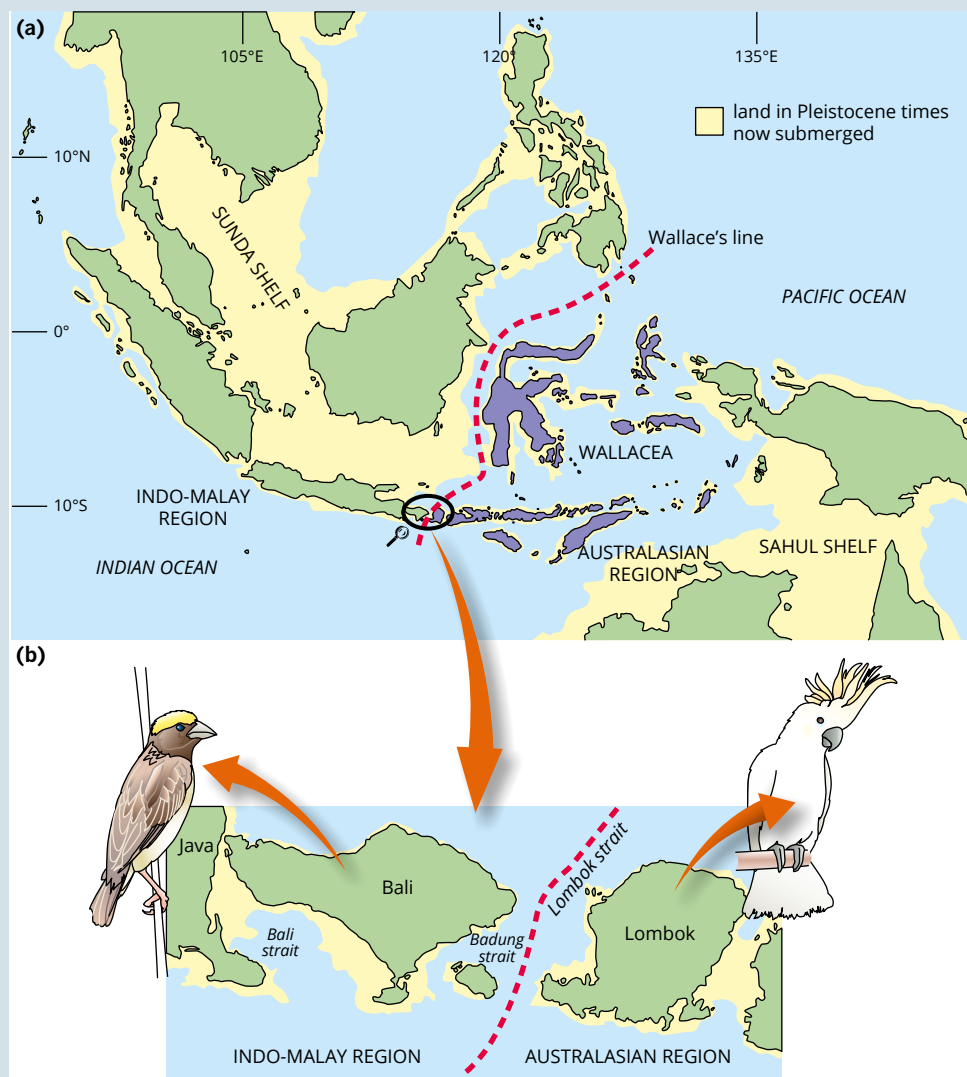 (a)
105°E
120°
135°E
land in Pleistocene times
now submerged
10°N
SUNDA SHELF
Wallace's line
PACIFIC OCEAN
0°
WALLACEA
INDO-MALAY
REGION
10°S
SAHUL SHELF
AUSTRALASIAN
REGION
INDIAN OCEAN
(b)
Java
Bali
Lombok strait
Lombok
Bali
strait
Badung
strait
INDO-MALAY REGION
AUSTRALASIAN REGION